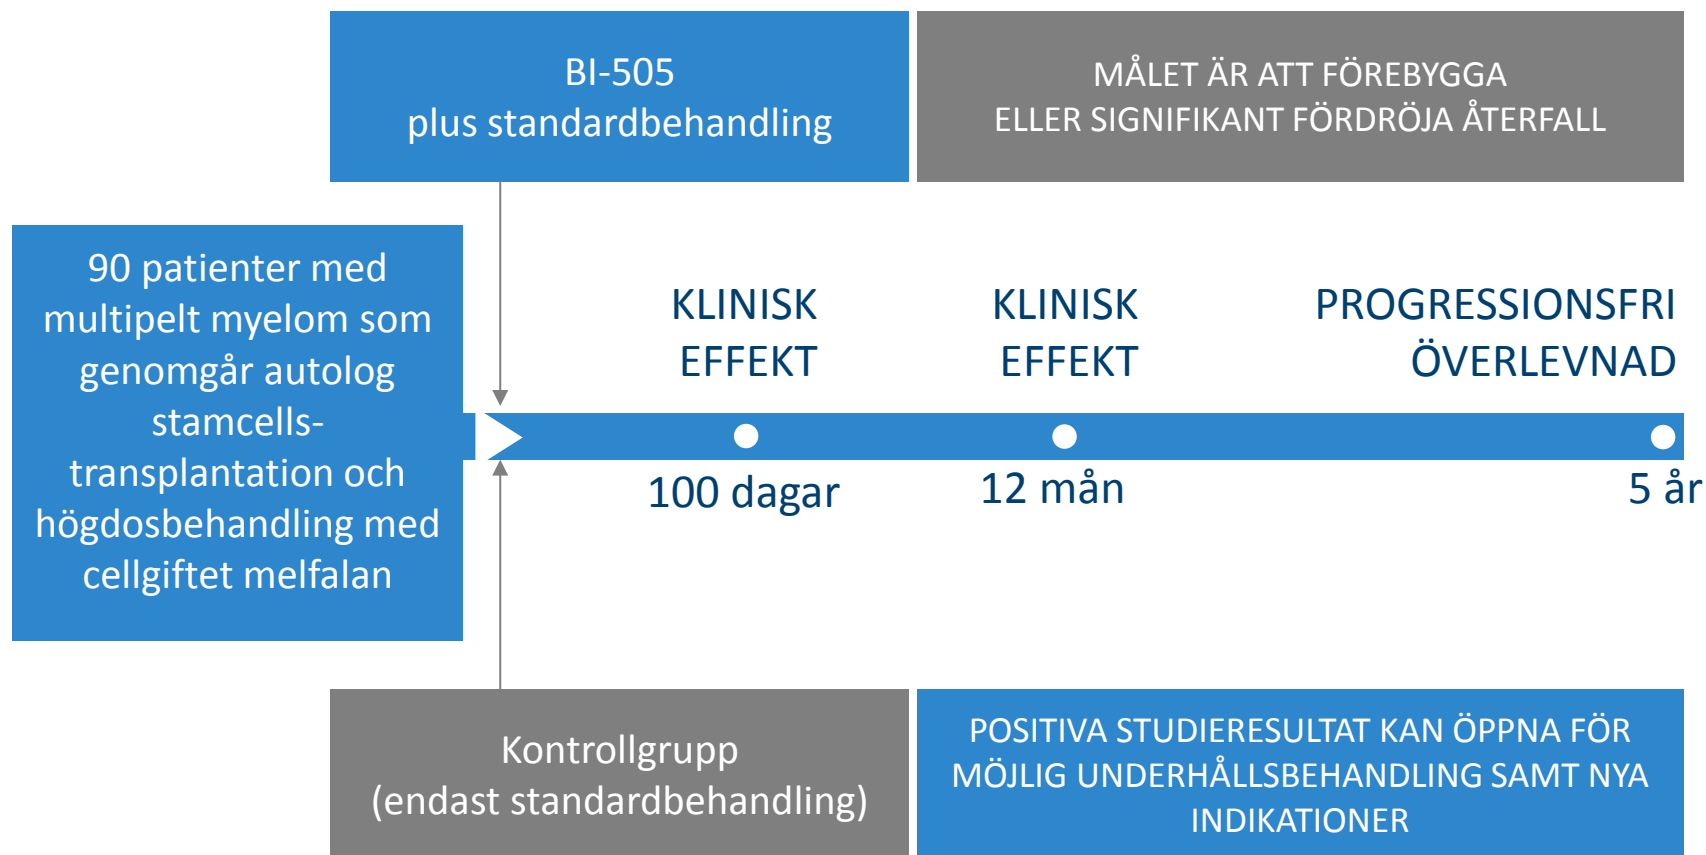 BI-505
plus standardbehandling
MÅLET ÄR ATT FÖREBYGGA
ELLER SIGNIFIKANT FÖRDRÖJA ÅTERFALL
90 patienter med
multipelt myelom som
genomgår autolog
stamcells-
transplantation och
högdosbehandling med
cellgiftet melfalan
KLINISK
EFFEKT
100 dagar
KLINISK
EFFEKT
12 mån
PROGRESSIONSFRI
ÖVERLEVNAD
5 år
Kontrollgrupp
(endast standardbehandling)
POSITIVA STUDIERESULTAT KAN ÖPPNA FÖR
MÖJLIG UNDERHÅLLSBEHANDLING SAMT NYA
INDIKATIONER